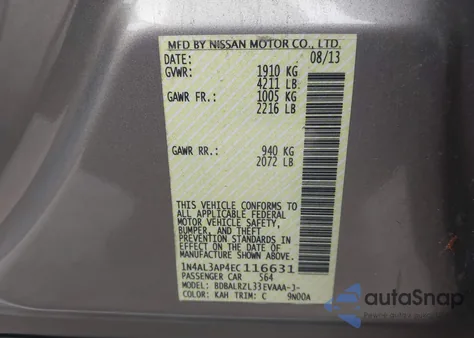 MFD BY NISSAN MOTOR CO., LTD.
DATE: 08/13
GVWR: 1910 KG
4211 LB
GAWR FR.: 1005 KG
2216 LB
GAWR RR.: 940 KG
2072 LB
THIS VEHICLE CONFORMS TO ALL
APPLICABLE FEDERAL
MOTOR VEHICLE SAFETY,
BUMPER, AND THEFT
PREVENTION STANDARDS IN
EFFECT ON THE DATE OF
MANUFACTURE SHOWN ABOVE.
1N4AL3AP4EC116631
PASSENGER CAR 564
MODEL: BDBALRZL33EVAAA-J-
COLOR: KAH TRIM: C 9N00A
autaSnap